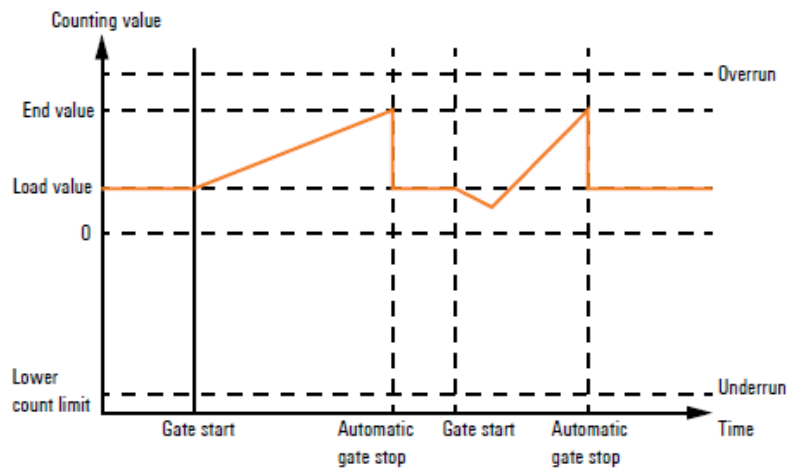 Counting value
Overrun
End value
Load value
0
Lower
count limit
Underrun
Gate start
Automatic
gate stop
Gate start
Automatic
gate stop
Time